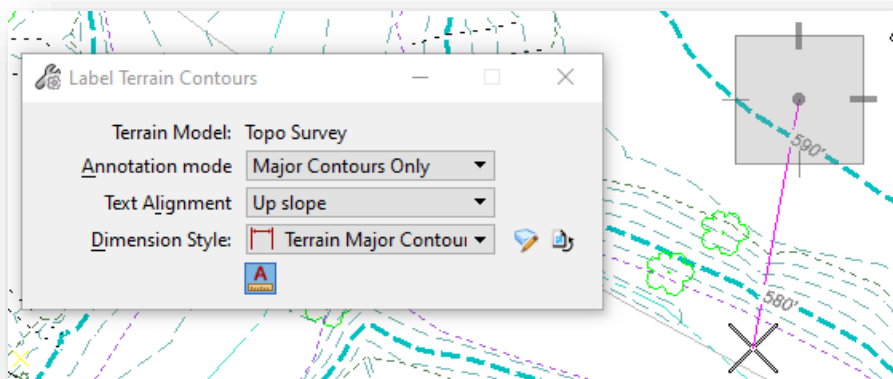 Label Terrain Contours
Terrain Model: Topo Survey
Annotation mode Major Contours Only
Text Alignment Up slope
Dimension Style: Terrain Major Contour
A
590'
580'